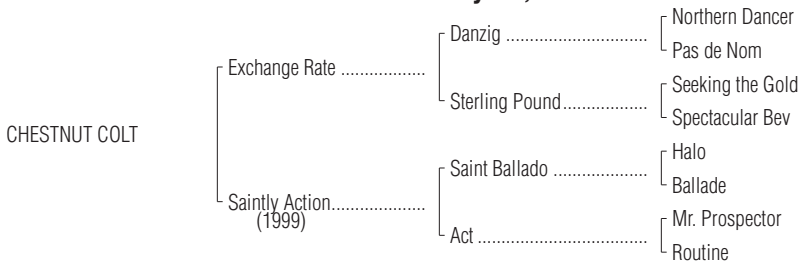 Northern Dancer
Danzig ................................
Pas de Nom
Exchange Rate ..................
Seeking the Gold
Sterling Pound...................
Spectacular Bev
CHESTNUT COLT
Halo
Saint Ballado .....................
Ballade
Saintly Action....................
(1999)
Mr. Prospector
Act ......................................
Routine